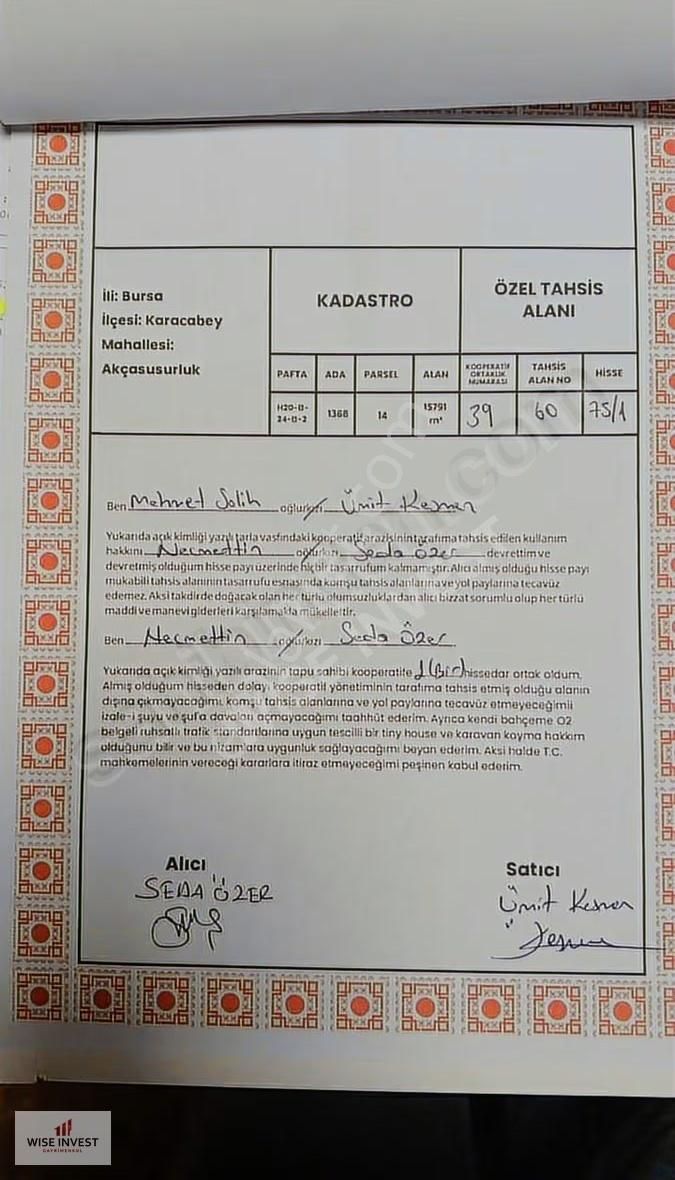 İli: Bursa
İlçesi: Karacabey
Mahallesi:
Akçasusurluk
KADASTRO
ÖZEL TAHSİS
ALANI
PAFTA ADA PARSEL ALAN KOOPERATİF ORTAKLIK NUMARASI TAHSİS ALAN NO HİSSE
H20-B-24-B-2 1368 14 15791 m² 39 60 75/1
Ben Mehmet Salih oğlu/kızı Ümit Kesmen
Yukarıda açık kimliği yazılı tarla vasfındaki kooperatif arazisinin tarafıma tahsis edilen kullanım
hakkını Necmettin oğlu/kızı Seda Özer devrettim ve
devretmiş olduğum hisse payı üzerinde hiç bir tasarrufum kalmamıştır. Alıcı almış olduğu hisse payı
mukabili tahsis alanının tasarrufu esnasında komşu tahsis alanlarına ve yol paylarına tecavüz
edemez. Aksi takdirde doğacak olan her türlü olumsuzluklardan alıcı bizzat sorumlu olup her türlü
maddi ve manevi giderleri karşılamakla mükelleftir.
Ben Necmettin oğlu/kızı Seda Özer
Yukarıda açık kimliği yazılı arazinin tapu sahibi kooperatife 1 (Bir) hissedar ortak oldum.
Almış olduğum hisseden dolayı kooperatif yönetiminin tarafıma tahsis etmiş olduğu alanın
dışına çıkmayacağımı, komşu tahsis alanlarına ve yol paylarına tecavüz etmeyeceğimi
izale-i şuyu ve şuf'a davaları açmayacağımı taahhüt ederim. Ayrıca kendi bahçeme O2
belgeli ruhsatlı trafik standartlarına uygun tescilli bir tiny house ve karavan koyma hakkım
olduğunu bilir ve bu nizamlara uygunluk sağlayacağımı beyan ederim. Aksi halde T.C.
mahkemelerinin vereceği kararlara itiraz etmeyeceğimi peşinen kabul ederim.
Alıcı
SEDA ÖZER
Satıcı
Ümit Kesmen
WISE INVEST
GAYRİMENKUL